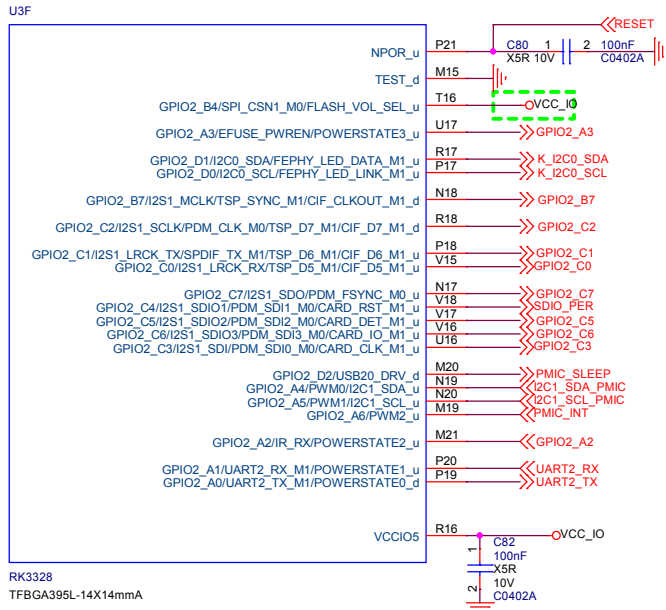 U3F
RESET
NPOR_u P21 C80 1 2 100nF
X5R 10V C0402A
TEST_d M15
GPIO2_B4/SPI_CSN1_M0/FLASH_VOL_SEL_u T16 VCC_IO
GPIO2_A3/EFUSE_PWREN/POWERSTATE3_u U17 GPIO2_A3
GPIO2_D1/I2C0_SDA/FEPHY_LED_DATA_M1_u R17 K_I2C0_SDA
GPIO2_D0/I2C0_SCL/FEPHY_LED_LINK_M1_u P17 K_I2C0_SCL
GPIO2_B7/I2S1_MCLK/TSP_SYNC_M1/CIF_CLKOUT_M1_d N18 GPIO2_B7
GPIO2_C2/I2S1_SCLK/PDM_CLK_M0/TSP_D7_M1/CIF_D7_M1_d R18 GPIO2_C2
GPIO2_C1/I2S1_LRCK_TX/SPDIF_TX_M1/TSP_D6_M1/CIF_D6_M1_u P18 GPIO2_C1
GPIO2_C0/I2S1_LRCK_RX/TSP_D5_M1/CIF_D5_M1_u V15 GPIO2_C0
GPIO2_C7/I2S1_SDO/PDM_FSYNC_M0_u N17 GPIO2_C7
GPIO2_C4/I2S1_SDIO1/PDM_SDI1_M0/CARD_RST_M1_u V18 SDIO_PER
GPIO2_C5/I2S1_SDIO2/PDM_SDI2_M0/CARD_DET_M1_u V17 GPIO2_C5
GPIO2_C6/I2S1_SDIO3/PDM_SDI3_M0/CARD_IO_M1_u V16 GPIO2_C6
GPIO2_C3/I2S1_SDI/PDM_SDI0_M0/CARD_CLK_M1_u U16 GPIO2_C3
GPIO2_D2/USB20_DRV_d M20 PMIC_SLEEP
GPIO2_A4/PWM0/I2C1_SDA_u N19 I2C1_SDA_PMIC
GPIO2_A5/PWM1/I2C1_SCL_u N20 I2C1_SCL_PMIC
GPIO2_A6/PWM2_u M19 PMIC_INT
GPIO2_A2/IR_RX/POWERSTATE2_u M21 GPIO2_A2
GPIO2_A1/UART2_RX_M1/POWERSTATE1_u P20 UART2_RX
GPIO2_A0/UART2_TX_M1/POWERSTATE0_d P19 UART2_TX
VCCIO5 R16 VCC_IO
1 C82
100nF
X5R
10V
2 C0402A
RK3328
TFBGA395L-14X14mmA